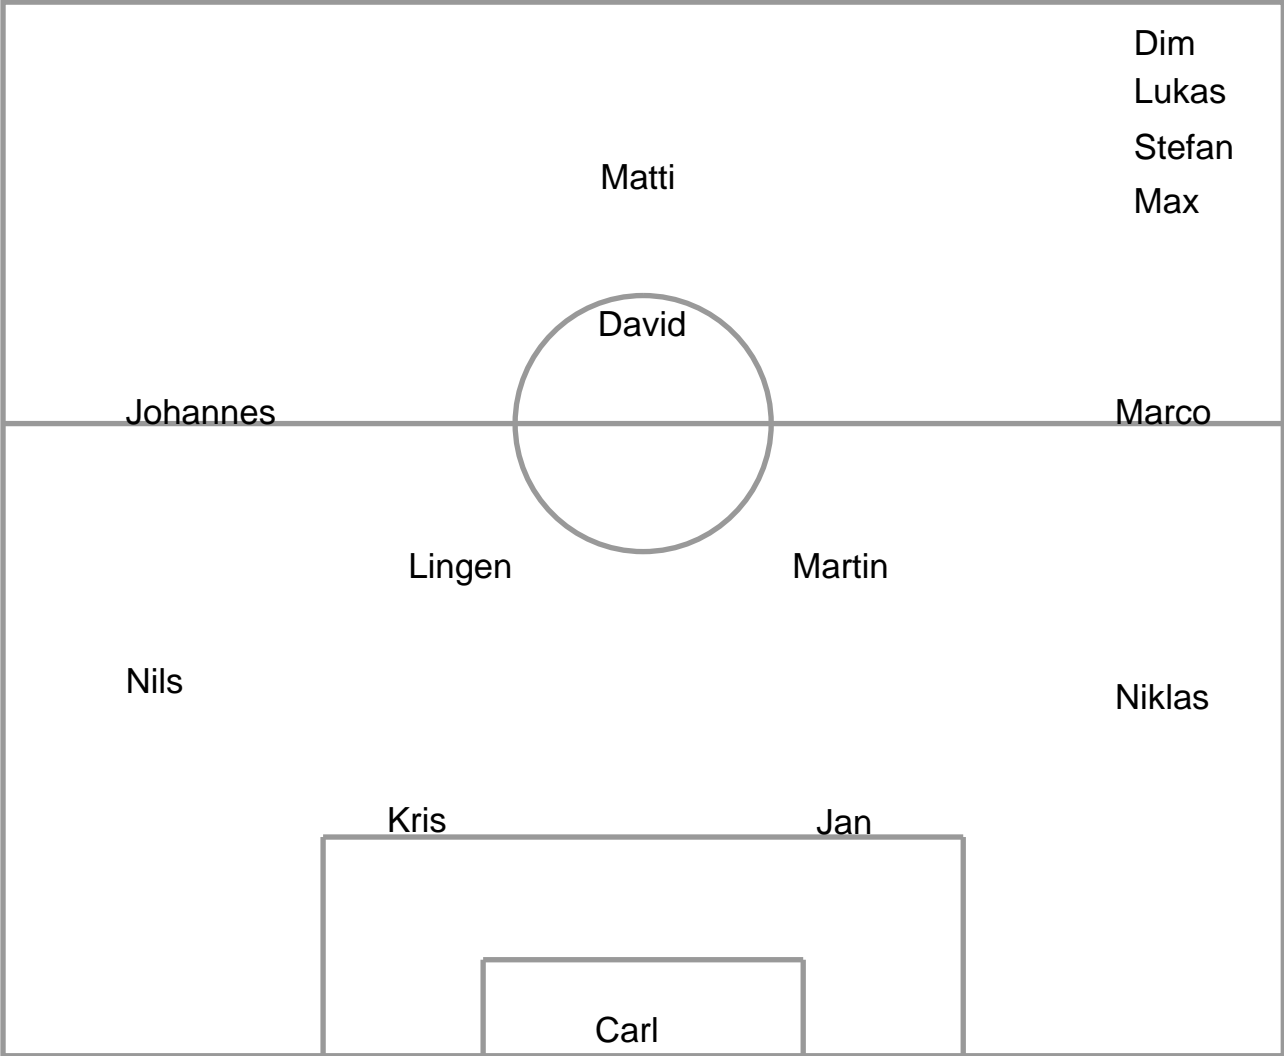 Dim
Lukas
Stefan
Matti
Max
David
Johannes
Marco
Lingen
Martin
Nils
Niklas
Kris
Jan
Carl